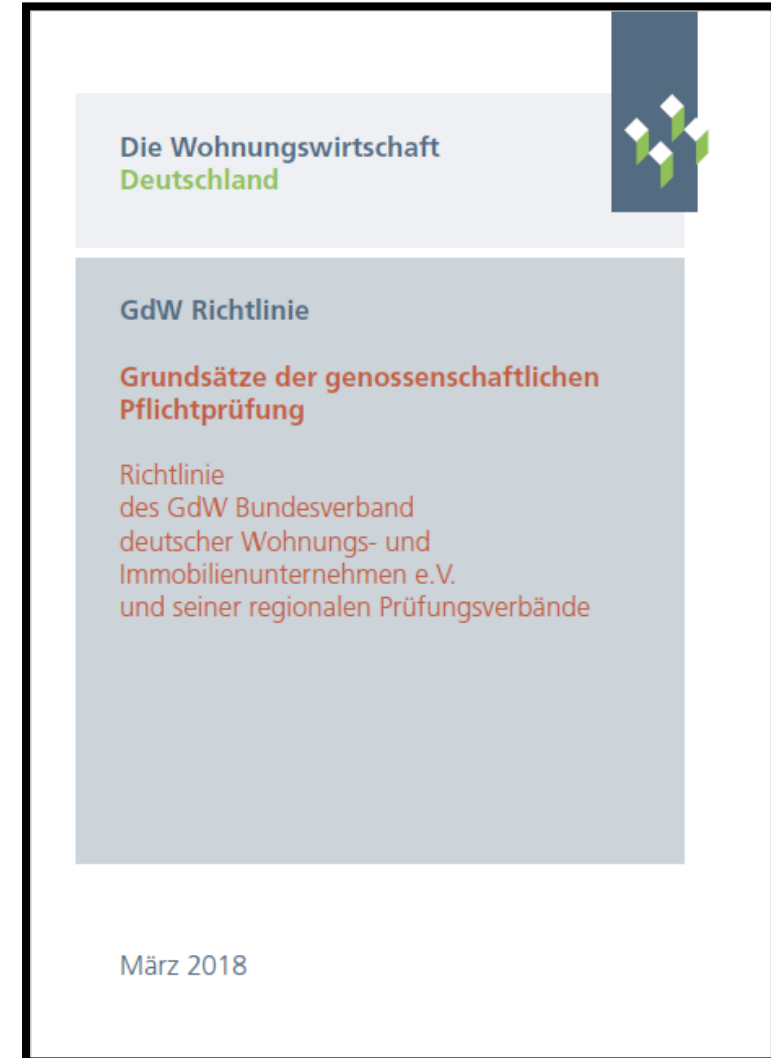 Die Wohnungswirtschaft
Deutschland
GdW Richtlinie
Grundsätze der genossenschaftlichen
Pflichtprüfung
Richtlinie
des GdW Bundesverband
deutscher Wohnungs- und
Immobilienunternehmen e.V.
und seiner regionalen Prüfungsverbände
März 2018